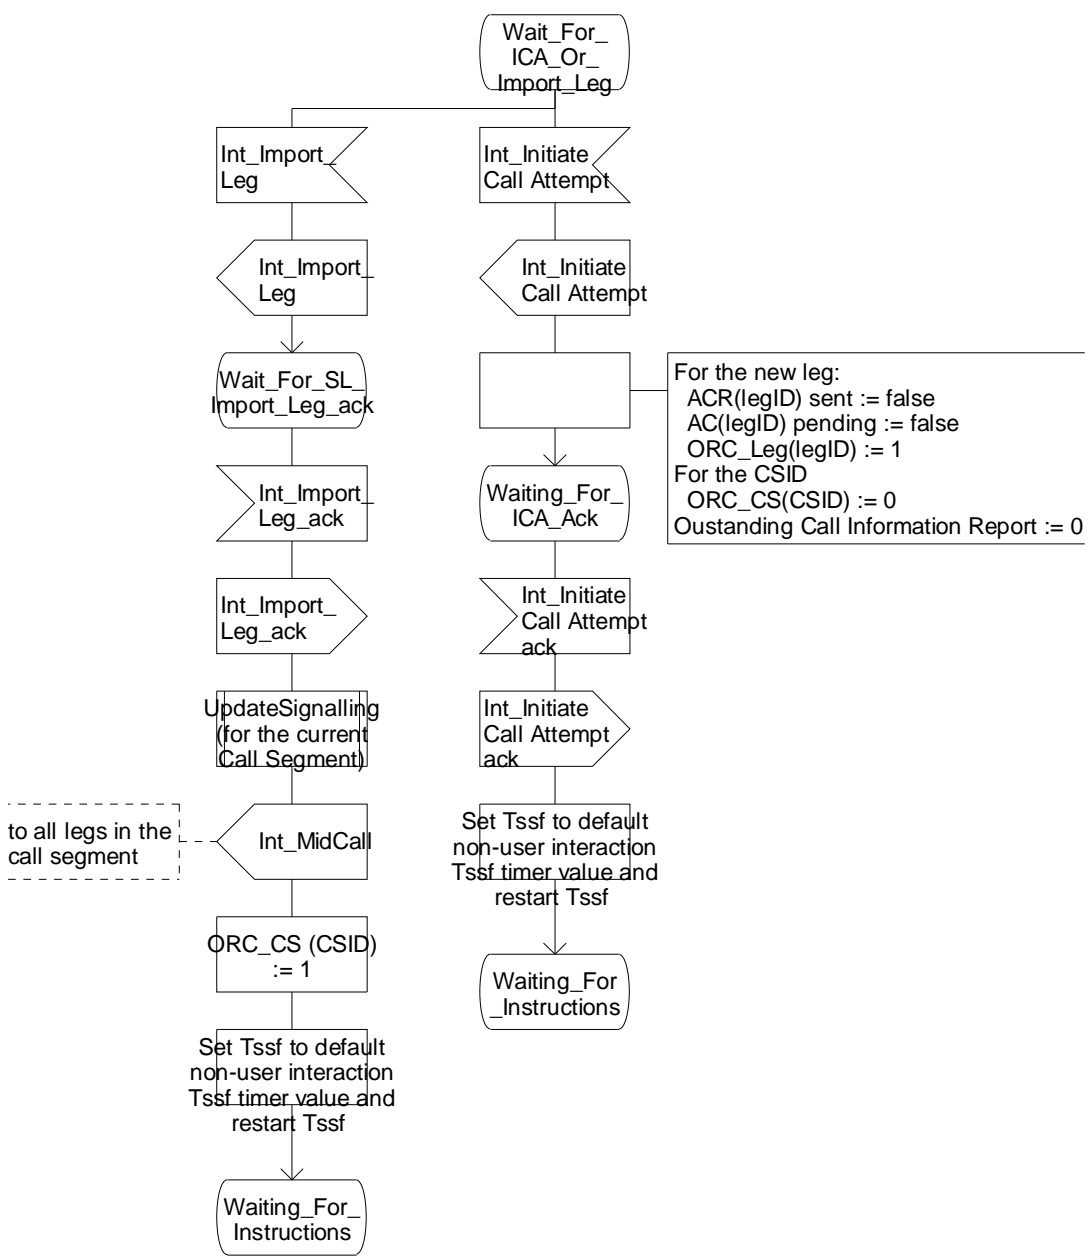 Wait_For_
ICA_Or_
Import_Leg
Int_Import_
Leg
Int_Import_
Leg
Wait_For_SL_
Import_Leg_ack
Int_Import_
Leg_ack
Int_Import_
Leg_ack
UpdateSignalling
(for the current
Call Segment)
to all legs in the
call segment
Int_MidCall
ORC_CS (CSID)
:= 1
Set Tssf to default
non-user interaction
Tssf timer value and
restart Tssf
Waiting_For_
Instructions
Int_Initiate
Call Attempt
Int_Initiate
Call Attempt
For the new leg:
ACR(legID) sent := false
AC(legID) pending := false
ORC_Leg(legID) := 1
For the CSID
ORC_CS(CSID) := 0
Oustanding Call Information Report := 0
Waiting_For_
ICA_Ack
Int_Initiate
Call Attempt
ack
Int_Initiate
Call Attempt
ack
Set Tssf to default
non-user interaction
Tssf timer value and
restart Tssf
Waiting_For
_Instructions